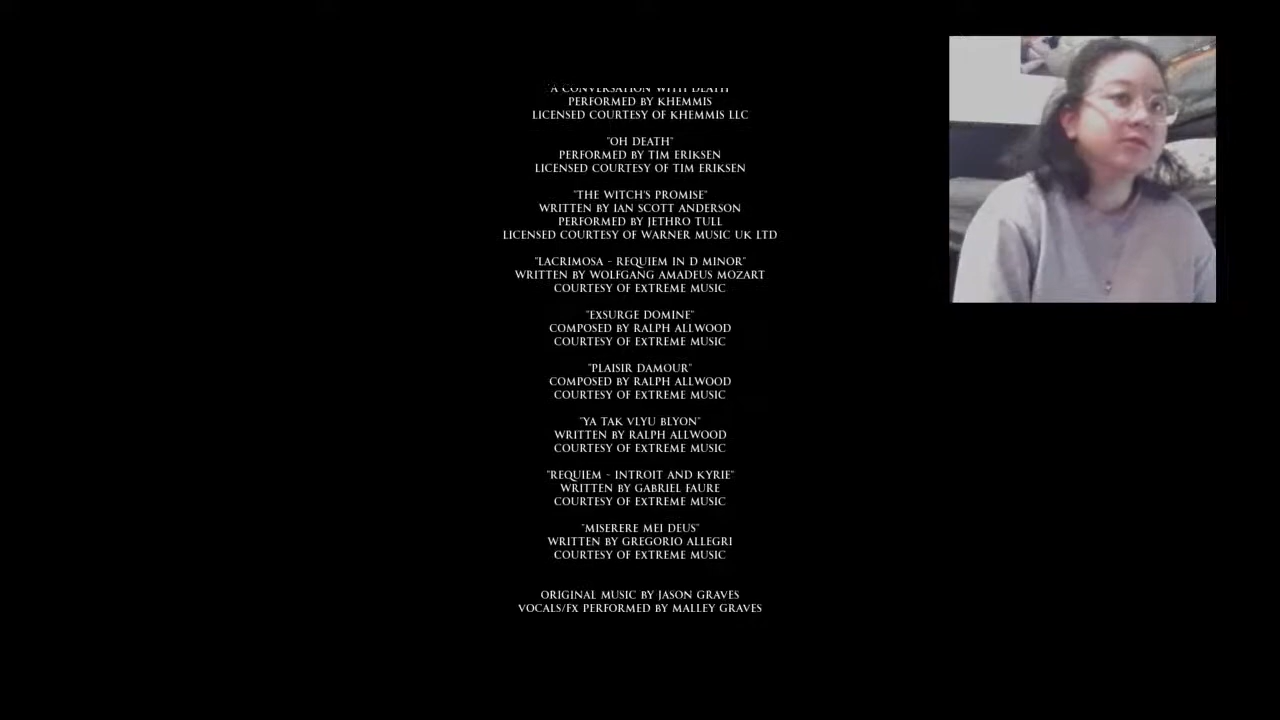 "A CONVERSATION WITH DEATH"
PERFORMED BY KHEMMIS
LICENSED COURTESY OF KHEMMIS LLC
"OH DEATH"
PERFORMED BY TIM ERIKSEN
LICENSED COURTESY OF TIM ERIKSEN
"THE WITCH'S PROMISE"
WRITTEN BY IAN SCOTT ANDERSON
PERFORMED BY JETHRO TULL
LICENSED COURTESY OF WARNER MUSIC UK LTD
"LACRIMOSA - REQUIEM IN D MINOR"
WRITTEN BY WOLFGANG AMADEUS MOZART
COURTESY OF EXTREME MUSIC
"EXSURGE DOMINE"
COMPOSED BY RALPH ALLWOOD
COURTESY OF EXTREME MUSIC
"PLAISIR DAMOUR"
COMPOSED BY RALPH ALLWOOD
COURTESY OF EXTREME MUSIC
"YA TAK VLYU BLYON"
WRITTEN BY RALPH ALLWOOD
COURTESY OF EXTREME MUSIC
"REQUIEM ~ INTROIT AND KYRIE"
WRITTEN BY GABRIEL FAURE
COURTESY OF EXTREME MUSIC
"MISERERE MEI DEUS"
WRITTEN BY GREGORIO ALLEGRI
COURTESY OF EXTREME MUSIC
ORIGINAL MUSIC BY JASON GRAVES
VOCALS/FX PERFORMED BY MALLEY GRAVES